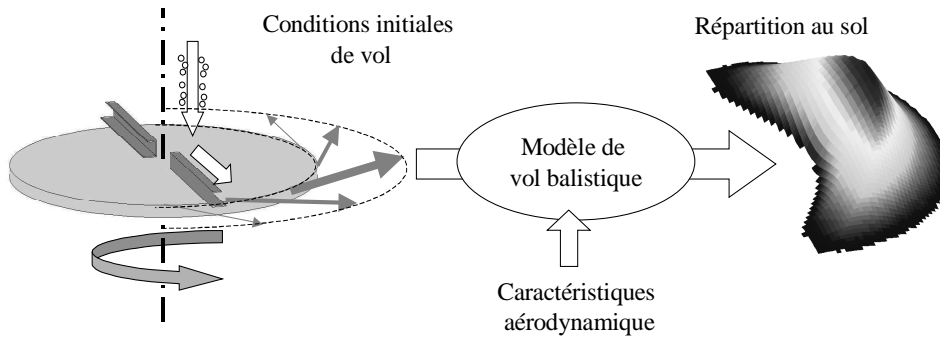 Conditions initiales
de vol
Répartition au sol
Modèle de
vol balistique
Caractéristiques
aérodynamique